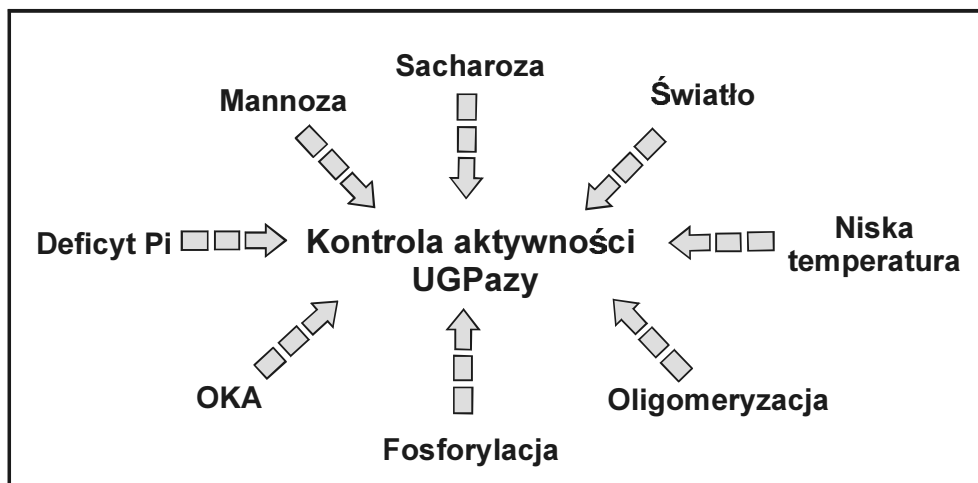 Sacharoza
Mannoza
Światło
Deficyt Pi
Kontrola aktywności
UGPazy
Niska
temperatura
OKA
Oligomeryzacja
Fosforylacja